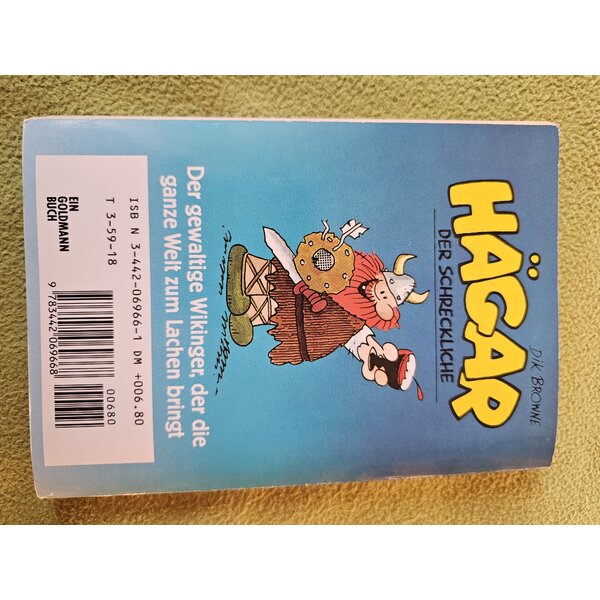 DIK BROWNE
HÄGAR
DER SCHRECKLICHE
Der gewaltige Wikinger, der die
ganze Welt zum Lachen bringt
ISBN 3-442-06966-1 DM +006.80
T 3-59-18
00680
9 783442 069668
EIN
GOLDMANN
BUCH